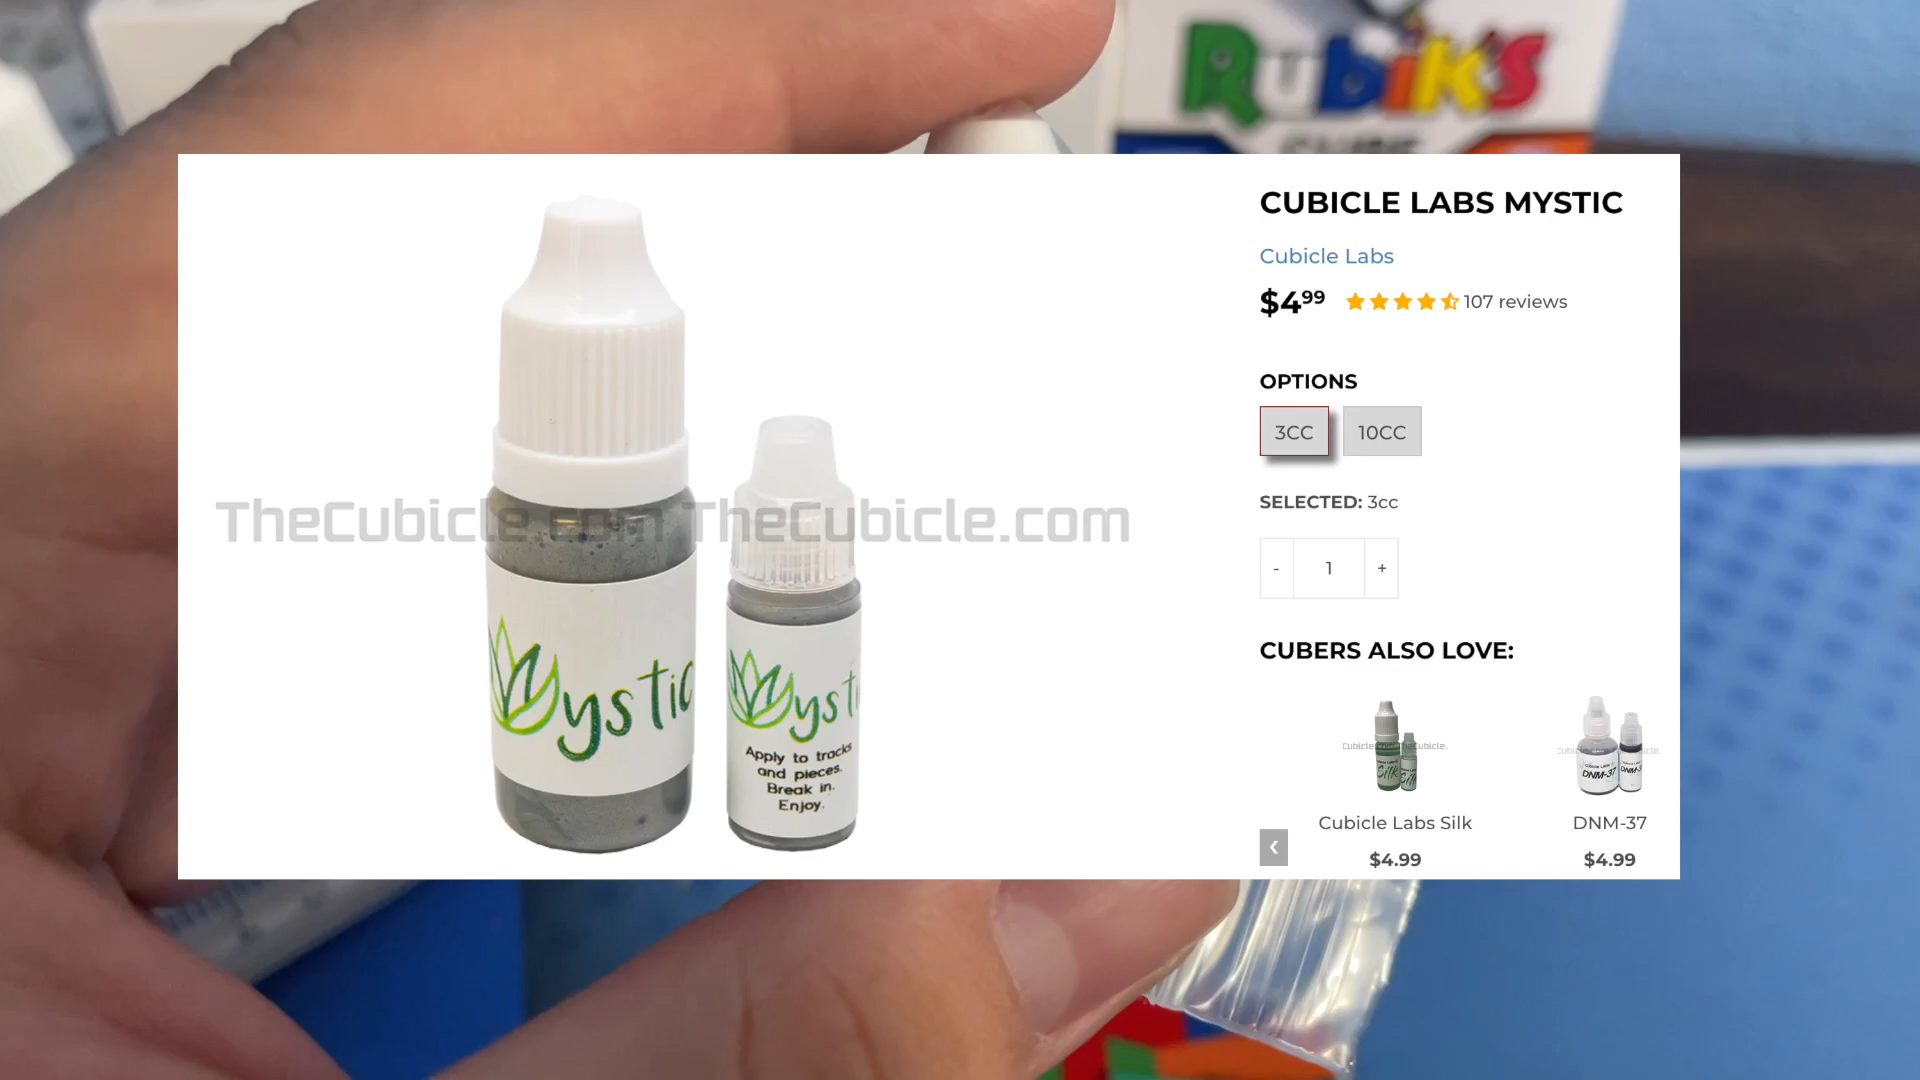 RUBIK'S
CUBE
CUBICLE LABS MYSTIC
Cubicle Labs
$4.99 107 reviews
OPTIONS
3CC 10CC
SELECTED: 3cc
- 1 +
CUBERS ALSO LOVE:
Silk
DNM-37
Cubicle Labs Silk DNM-37
$4.99 $4.99
TheCubicle.com TheCubicle.com
Mystic
Mysti
Apply to tracks
and pieces.
Break in.
Enjoy.